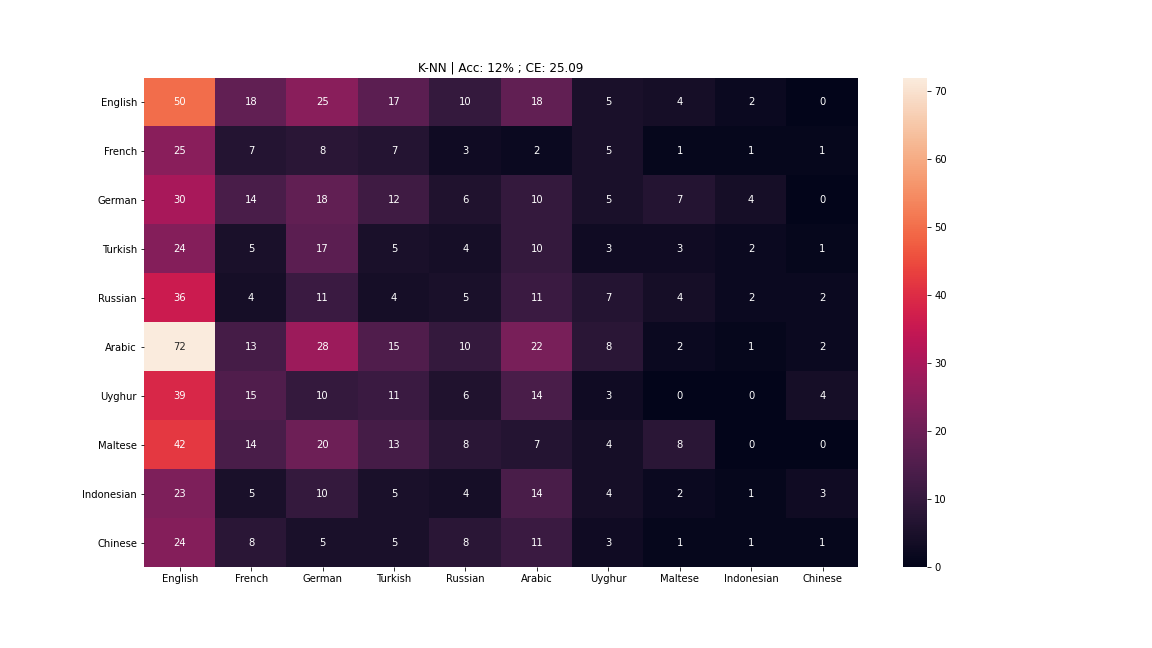 K-NN | Acc: 12% ; CE: 25.09
English 50 18 25 17 10 18 5 4 2 0
French 25 7 8 7 3 2 5 1 1 1
German 30 14 18 12 6 10 5 7 4 0
Turkish 24 5 17 5 4 10 3 3 2 1
Russian 36 4 11 4 5 11 7 4 2 2
Arabic 72 13 28 15 10 22 8 2 1 2
Uyghur 39 15 10 11 6 14 3 0 0 4
Maltese 42 14 20 13 8 7 4 8 0 0
Indonesian 23 5 10 5 4 14 4 2 1 3
Chinese 24 8 5 5 8 11 3 1 1 1
English French German Turkish Russian Arabic Uyghur Maltese Indonesian Chinese
70
60
50
40
30
20
10
0